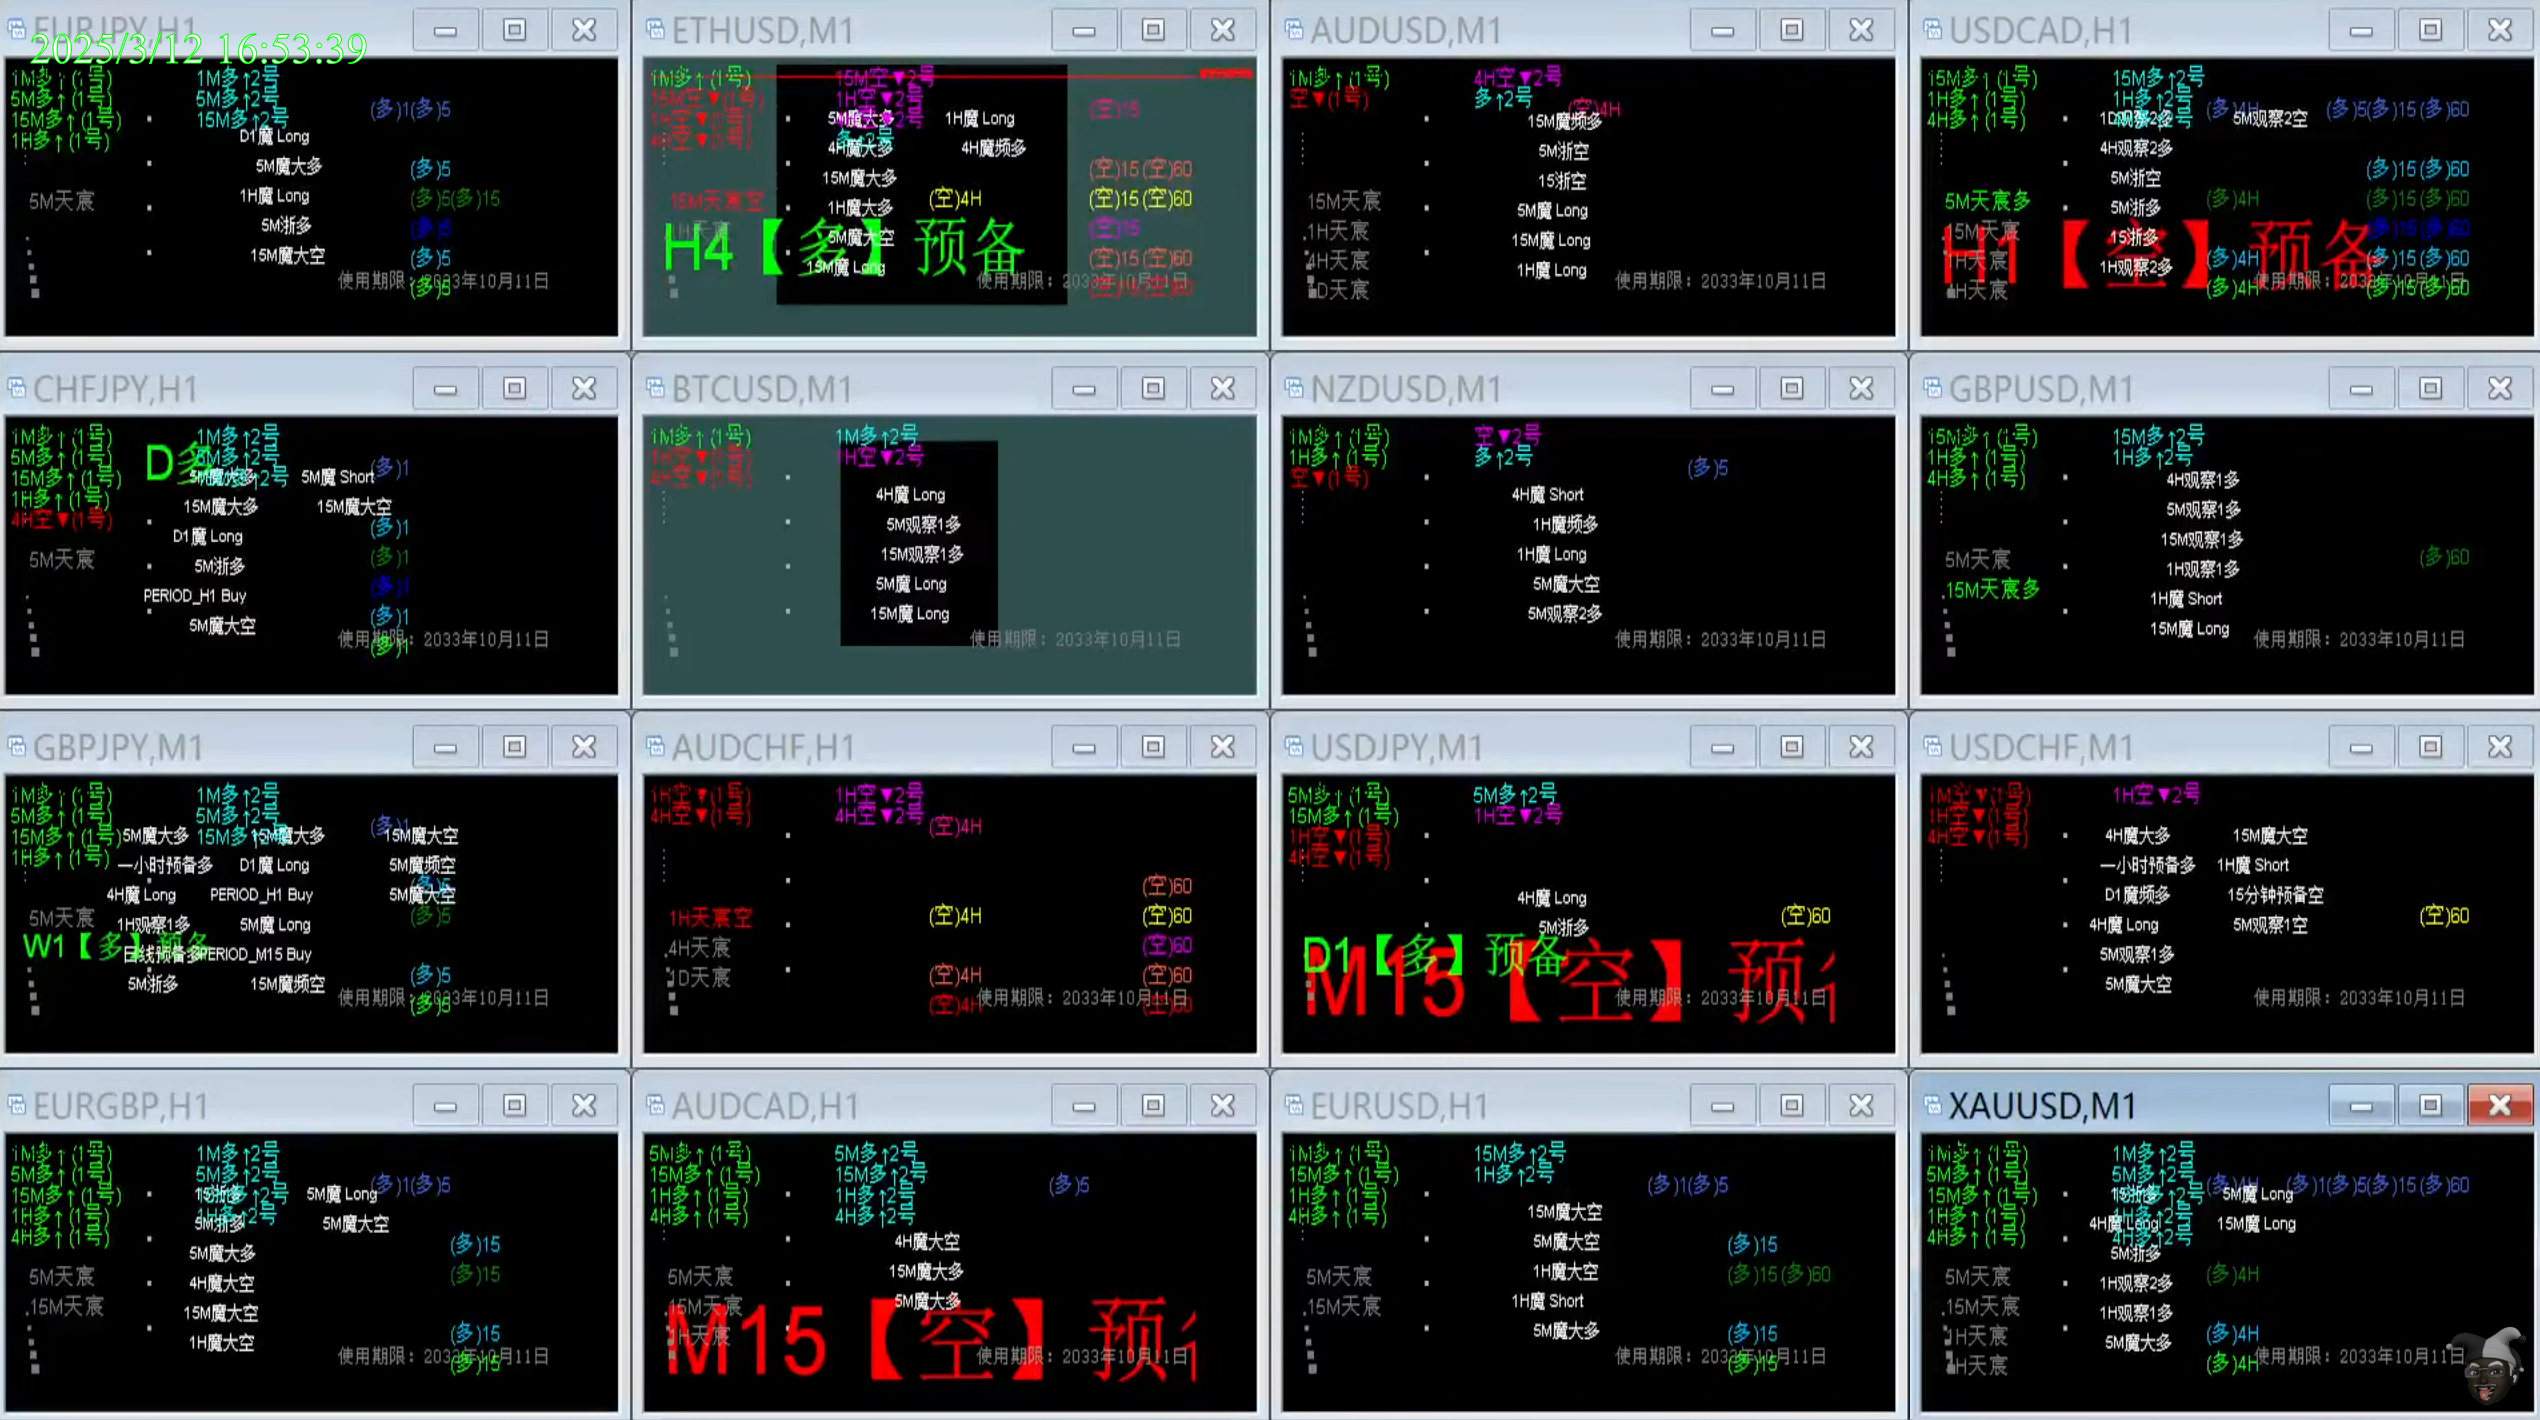 2025/3/12 16:53:39
EURJPY,H1
1M多↑(1号)
5M多↑(1号)
15M多↑(1号)
1H多↑(1号)
1M多↑2号
5M多↑2号
15M多↑2号
D1魔 Long
5M魔大多
1H魔 Long
5M浙多
15M魔大空
5M天宸
(多)1(多)5
(多)5
(多)5(多)15
(多)5
(多)5
(多)5
使用期限：2033年10月11日
ETHUSD,M1
1M多↑(1号)
15M空▼(1号)
1H空▼(1号)
4H空▼(1号)
15M空▼2号
1H空▼2号
多↑2号
5M魔大多
1H魔 Long
4H魔大多
4H魔频多
15M魔大多
1H魔大多
5M魔大空
15M魔 Long
15M天宸空
H4【多】预备
(空)4H
(空)15
(空)15(空)60
(空)15(空)60
(空)15
(空)15(空)60
(空)15(空)60
使用期限：2033年10月11日
AUDUSD,M1
1M多↑(1号)
空▼(1号)
4H空▼2号
多↑2号
(空)4H
15M魔频多
5M浙空
15浙空
5M魔 Long
15M魔 Long
1H魔 Long
15M天宸
1H天宸
4H天宸
1D天宸
使用期限：2033年10月11日
USDCAD,H1
15M多↑(1号)
1H多↑(1号)
4H多↑(1号)
15M多↑2号
1H多↑2号
4H多↑2号
5M观察2空
4H观察2多
5M浙空
5M浙多
15浙多
1H观察2多
5M天宸多
15M天宸
1H天宸
4H天宸
H1【空】预备
(多)4H
(多)5(多)15(多)60
(多)15(多)60
(多)4H
(多)15(多)60
(多)15(多)60
(多)4H
(多)15(多)60
(多)4H
(多)15(多)60
使用期限：2033年10月11日
CHFJPY,H1
1M多↑(1号)
5M多↑(1号)
15M多↑(1号)
1H多↑(1号)
4H空▼(1号)
D多
1M多↑2号
5M多↑2号
15M多↑2号
5M魔大多
5M魔 Short
15M魔大多
15M魔大空
D1魔 Long
5M浙多
PERIOD_H1 Buy
5M魔大空
5M天宸
(多)1
(多)1
(多)1
(多)1
(多)1
(多)1
使用期限：2033年10月11日
BTCUSD,M1
1M多↑(1号)
1H空▼(1号)
4H空▼(1号)
1M多↑2号
1H空▼2号
4H魔 Long
5M观察1多
15M观察1多
5M魔 Long
15M魔 Long
使用期限：2033年10月11日
NZDUSD,M1
1M多↑(1号)
1H多↑(1号)
空▼(1号)
空▼2号
多↑2号
(多)5
4H魔 Short
1H魔频多
1H魔 Long
5M魔大空
5M观察2多
使用期限：2033年10月11日
GBPUSD,M1
15M多↑(1号)
1H多↑(1号)
4H多↑(1号)
15M多↑2号
1H多↑2号
4H观察1多
5M观察1多
15M观察1多
1H观察1多
1H魔 Short
15M魔 Long
5M天宸
15M天宸多
(多)60
使用期限：2033年10月11日
GBPJPY,M1
1M多↑(1号)
5M多↑(1号)
15M多↑(1号)
1H多↑(1号)
1M多↑2号
5M多↑2号
15M多↑2号
5M魔大多
15M魔大多
15M魔大空
一小时预备多
D1魔 Long
5M魔频空
4H魔 Long
PERIOD_H1 Buy
5M魔大空
1H观察1多
5M魔 Long
日线预备多
PERIOD_M15 Buy
5M浙多
15M魔频空
5M天宸
W1【多】预备
(多)1
(多)5
(多)5
(多)5
(多)5
使用期限：2033年10月11日
AUDCHF,H1
1H空▼(1号)
4H空▼(1号)
1H空▼2号
4H空▼2号
(空)4H
(空)60
(空)4H
(空)60
(空)60
(空)4H
(空)60
(空)4H
(空)60
1H天宸空
4H天宸
1D天宸
使用期限：2033年10月11日
USDJPY,M1
5M多↑(1号)
15M多↑(1号)
1H空▼(1号)
4H空▼(1号)
5M多↑2号
1H空▼2号
4H魔 Long
5M浙多
(空)60
D1【多】预备
M15【空】预
使用期限：2033年10月11日
USDCHF,M1
1M空▼(1号)
1H空▼(1号)
4H空▼(1号)
1H空▼2号
4H魔大多
15M魔大空
一小时预备多
1H魔 Short
D1魔频多
15分钟预备空
4H魔 Long
5M观察1空
5M观察1多
5M魔大空
(空)60
使用期限：2033年10月11日
EURGBP,H1
1M多↑(1号)
5M多↑(1号)
15M多↑(1号)
1H多↑(1号)
4H多↑(1号)
1M多↑2号
5M多↑2号
15M多↑2号
1H多↑2号
15浙多
5M魔 Long
5M浙多
5M魔大空
5M魔大多
4H魔大空
15M魔大空
1H魔大空
5M天宸
15M天宸
(多)1(多)5
(多)15
(多)15
(多)15
(多)15
使用期限：2033年10月11日
AUDCAD,H1
5M多↑(1号)
15M多↑(1号)
1H多↑(1号)
4H多↑(1号)
5M多↑2号
15M多↑2号
1H多↑2号
4H多↑2号
(多)5
4H魔大空
15M魔大多
5M魔大多
5M天宸
15M天宸
1H天宸
M15【空】预
使用期限：2033年10月11日
EURUSD,H1
1M多↑(1号)
15M多↑(1号)
1H多↑(1号)
4H多↑(1号)
15M多↑2号
1H多↑2号
(多)1(多)5
15M魔大空
5M魔大空
1H魔大空
1H魔 Short
5M魔大多
5M天宸
15M天宸
(多)15
(多)15(多)60
(多)15
(多)15
使用期限：2033年10月11日
XAUUSD,M1
1M多↑(1号)
5M多↑(1号)
15M多↑(1号)
1H多↑(1号)
4H多↑(1号)
1M多↑2号
5M多↑2号
15M多↑2号
1H多↑2号
4H多↑2号
15浙多
5M魔 Long
4H魔 Long
15M魔 Long
5M浙多
1H观察2多
1H观察1多
5M魔大多
5M天宸
15M天宸
1H天宸
4H天宸
(多)4H
(多)1(多)5(多)15(多)60
(多)4H
(多)4H
(多)4H
使用期限：2033年10月11日